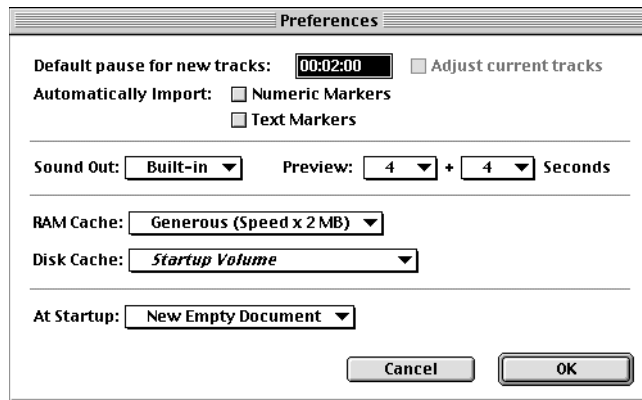 Preferences
Default pause for new tracks: 00:02:00 Adjust current tracks
Automatically Import: Numeric Markers
Text Markers
Sound Out: Built-in Preview: 4 + 4 Seconds
RAM Cache: Generous (Speed x 2 MB)
Disk Cache: Startup Volume
At Startup: New Empty Document
Cancel OK